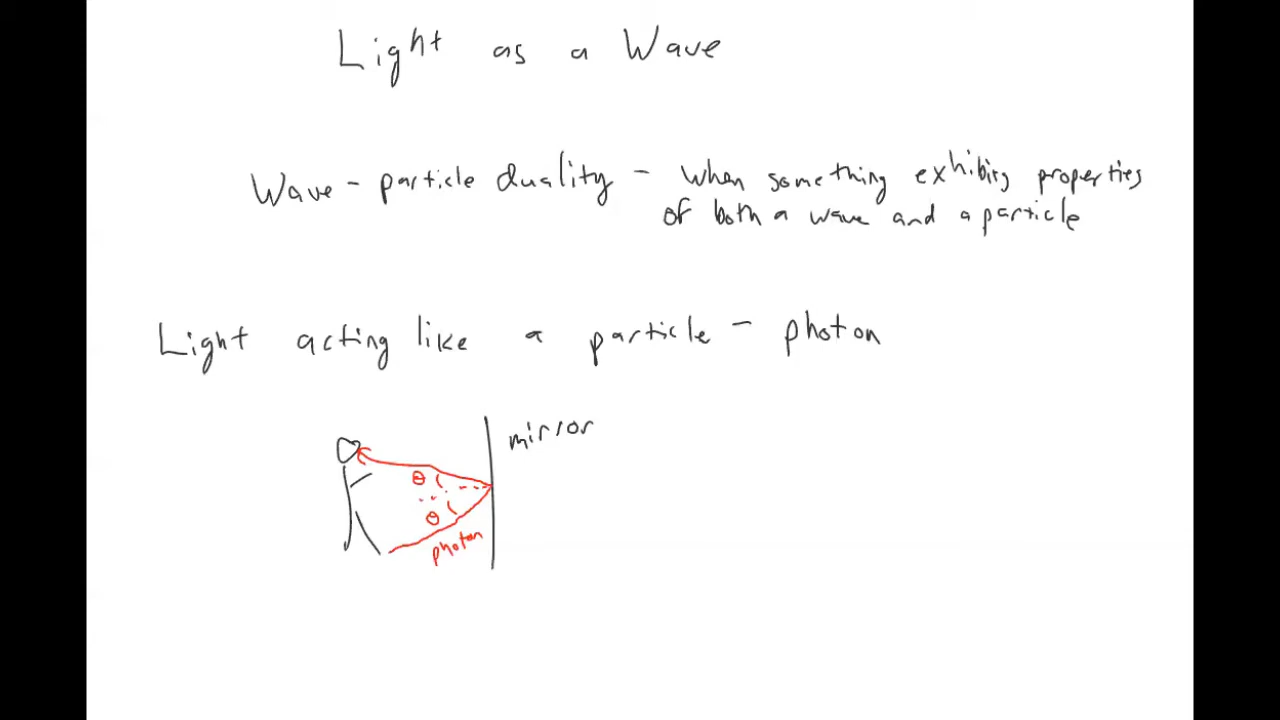 Light as a Wave
Wave - particle duality - when something exhibits properties
of both a wave and a particle
Light acting like a particle - photon
mirror
θ
θ
photon